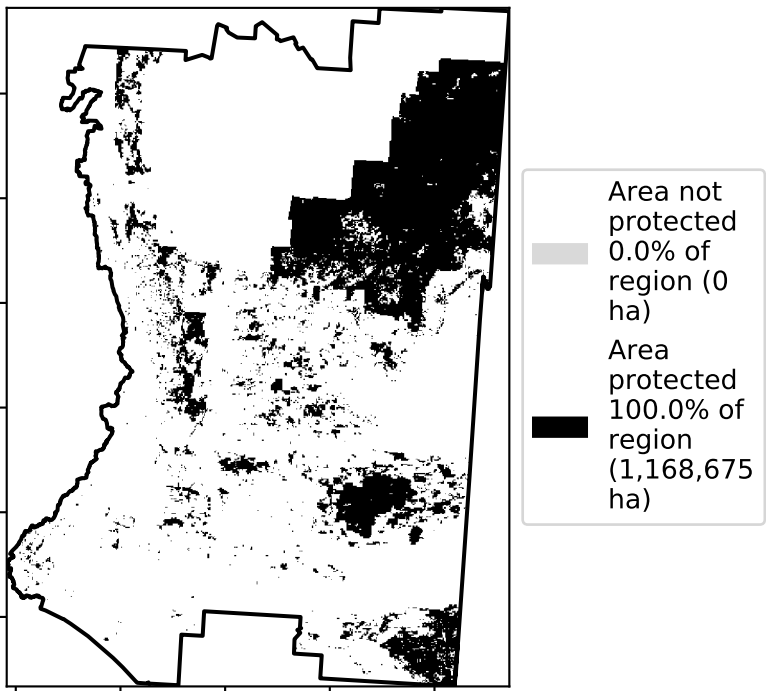 Area not
protected
0.0% of
region (0
ha)
Area
protected
100.0% of
region
(1,168,675
ha)